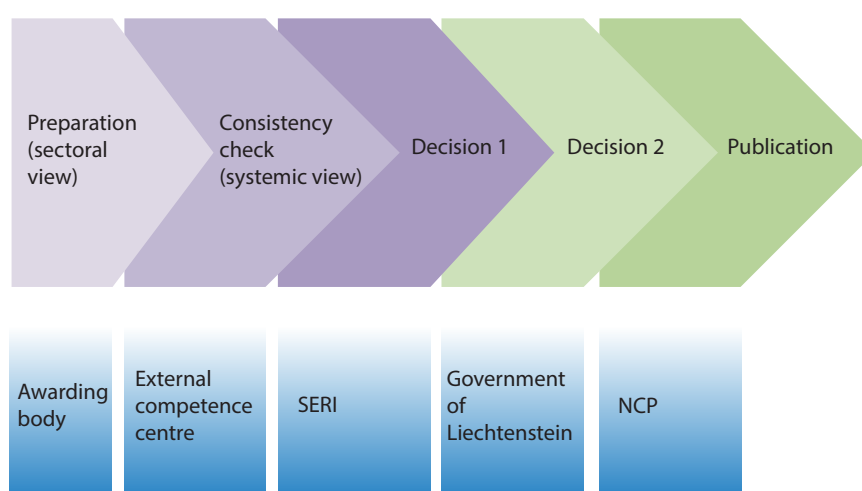 Preparation
(sectoral
view)
Consistency
check
(systemic view)
Decision 1
Decision 2
Publication
Awarding
body
External
competence
centre
SERI
Government
of
Liechtenstein
NCP